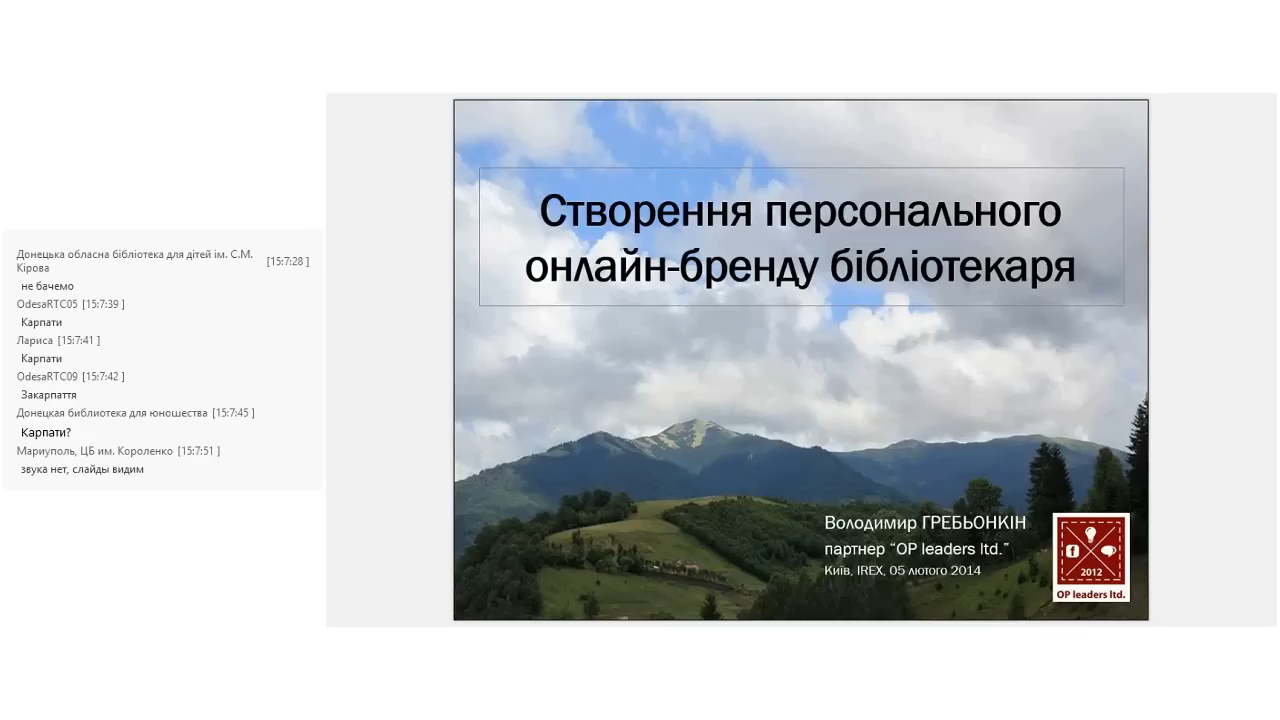 Донецька обласна бібліотека для дітей ім. С.М.
Кірова [15:7:28 ]
не бачемо
OdesaRTC05 [15:7:39 ]
Карпати
Лариса [15:7:41 ]
Карпати
OdesaRTC09 [15:7:42 ]
Закарпаття
Донецкая библиотека для юношества [15:7:45 ]
Карпати?
Мариуполь, ЦБ им. Короленко [15:7:51 ]
звука нет, слайды видим
Створення персонального
онлайн-бренду бібліотекаря
Володимир ГРЕБЬОНКІН
партнер “OP leaders ltd.”
Київ, IREX, 05 лютого 2014
f
2012
OP leaders ltd.